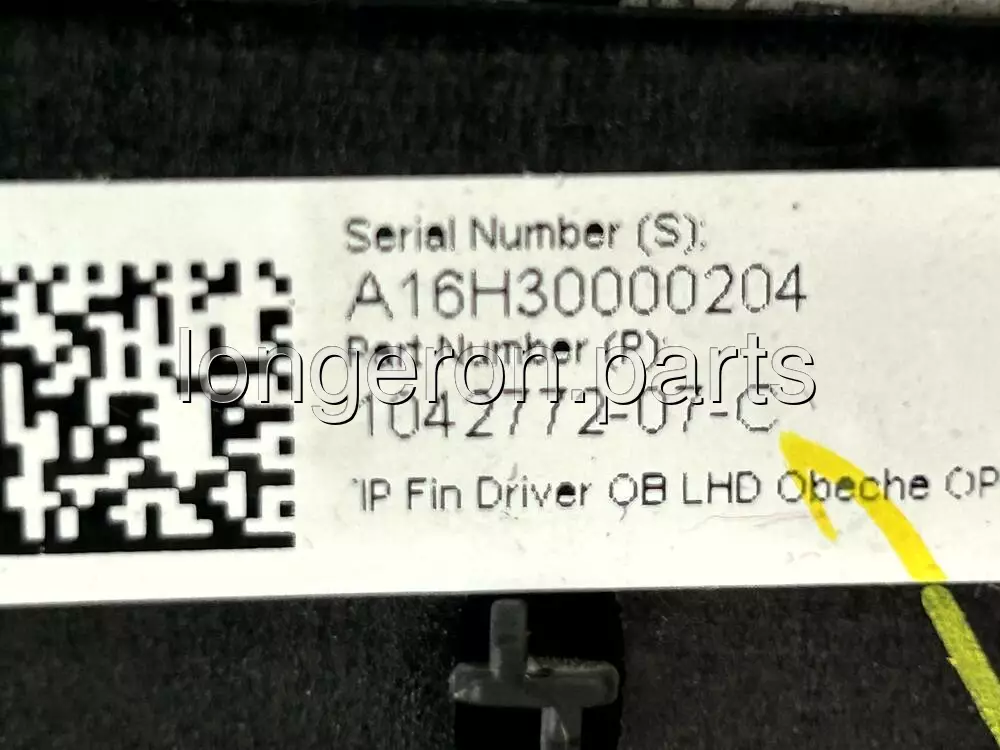 Serial Number (S):
A16H30000204
Part Number (P):
longeron.parts
1042772-07-C
IP Fin Driver OB LHD Obeche OP